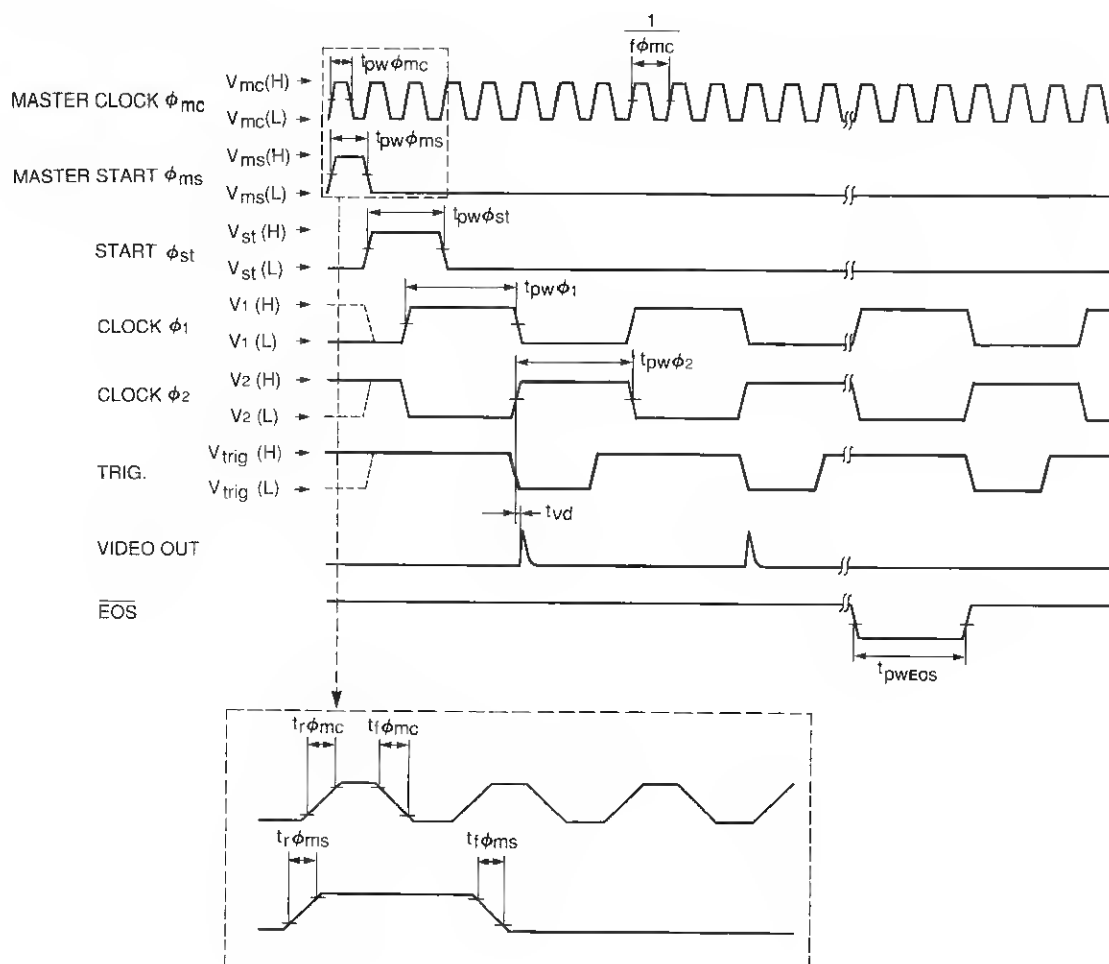 1
fϕmc
tpwϕmc
MASTER CLOCK ϕmc
Vmc(H)
Vmc(L)
tpwϕms
MASTER START ϕms
Vms(H)
Vms(L)
tpwϕst
START ϕst
Vst (H)
Vst (L)
tpwϕ1
CLOCK ϕ1
V1 (H)
V1 (L)
tpwϕ2
CLOCK ϕ2
V2 (H)
V2 (L)
TRIG.
Vtrig (H)
Vtrig (L)
tvd
VIDEO OUT
EOS
tpwEOS
trϕmc
tfϕmc
trϕms
tfϕms